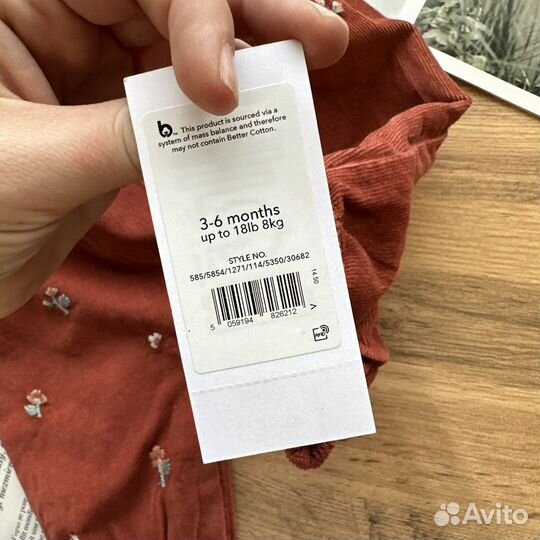 This product is sourced via a
system of mass balance and therefore
may not contain Better Cotton.
3-6 months
up to 18lb 8kg
STYLE NO.
585/5854/1271/114/5350/30682
14 50
5 059194 826212 >
RFID
Avito